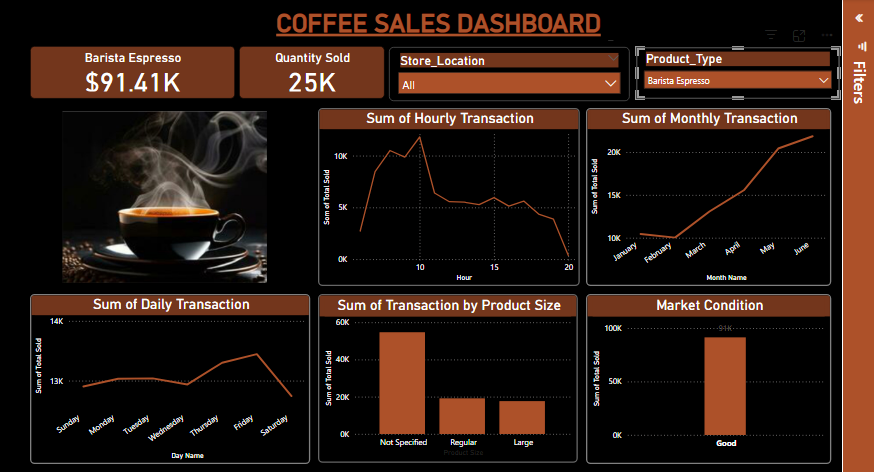 COFFEE SALES DASHBOARD
Barista Espresso
$91.41K
Quantity Sold
25K
Store_Location
All
Product_Type
Barista Espresso
Filters
Sum of Hourly Transaction
Sum of Total Sold
10K
5K
0K
10
15
20
Hour
Sum of Monthly Transaction
Sum of Total Sold
20K
15K
10K
January
February
March
April
May
June
Month Name
Sum of Daily Transaction
Sum of Total Sold
14K
13K
Sunday
Monday
Tuesday
Wednesday
Thursday
Friday
Saturday
Day Name
Sum of Transaction by Product Size
Sum of Total Sold
60K
40K
20K
0K
Not Specified
Regular
Large
Product Size
Market Condition
Sum of Total Sold
100K
50K
0K
91K
Good